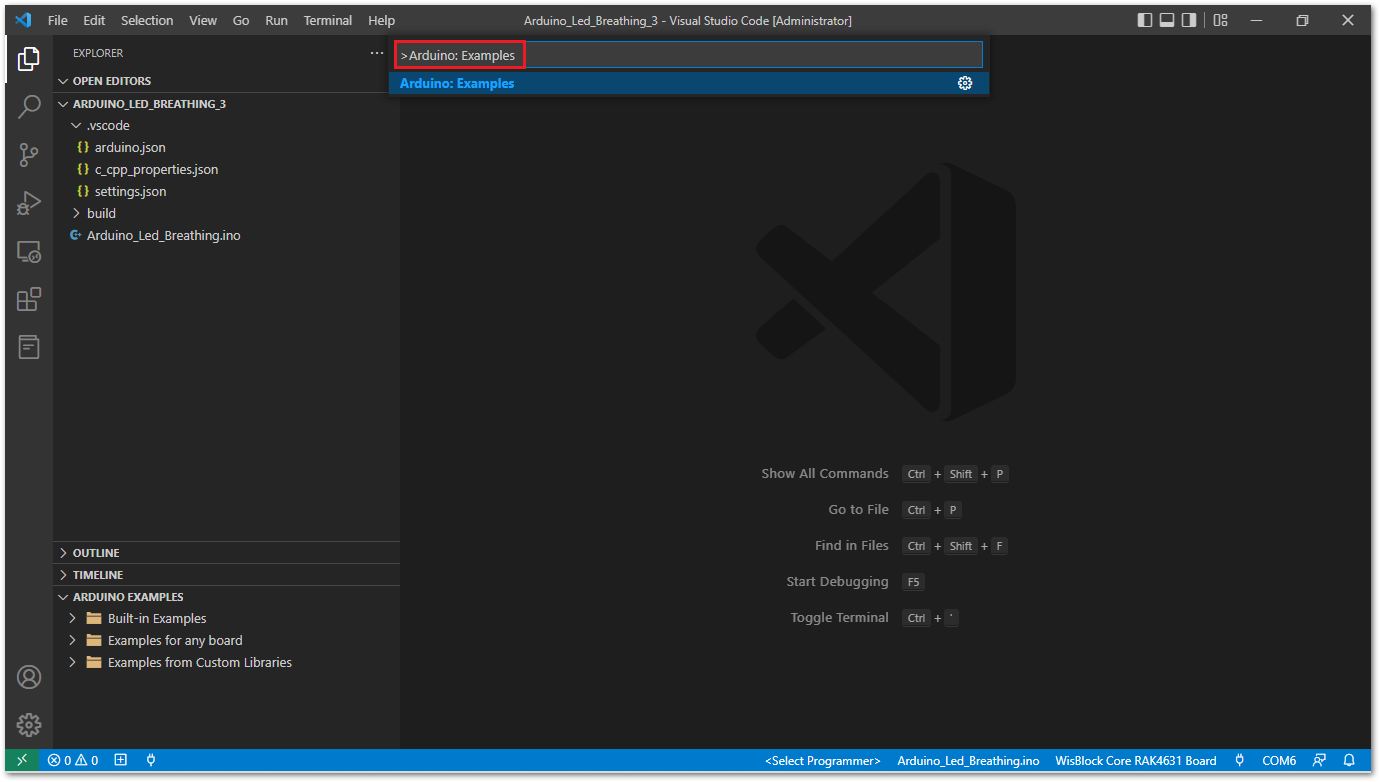 File Edit Selection View Go Run Terminal Help Arduino_Led_Breathing_3 - Visual Studio Code [Administrator]
>Arduino: Examples
Arduino: Examples
EXPLORER
OPEN EDITORS
ARDUINO_LED_BREATHING_3
.vscode
{} arduino.json
{} c_cpp_properties.json
{} settings.json
build
Arduino_Led_Breathing.ino
Show All Commands Ctrl + Shift + P
Go to File Ctrl + P
Find in Files Ctrl + Shift + F
Start Debugging F5
Toggle Terminal Ctrl + `
OUTLINE
TIMELINE
ARDUINO EXAMPLES
Built-in Examples
Examples for any board
Examples from Custom Libraries
0 0 <Select Programmer> Arduino_Led_Breathing.ino WisBlock Core RAK4631 Board COM6